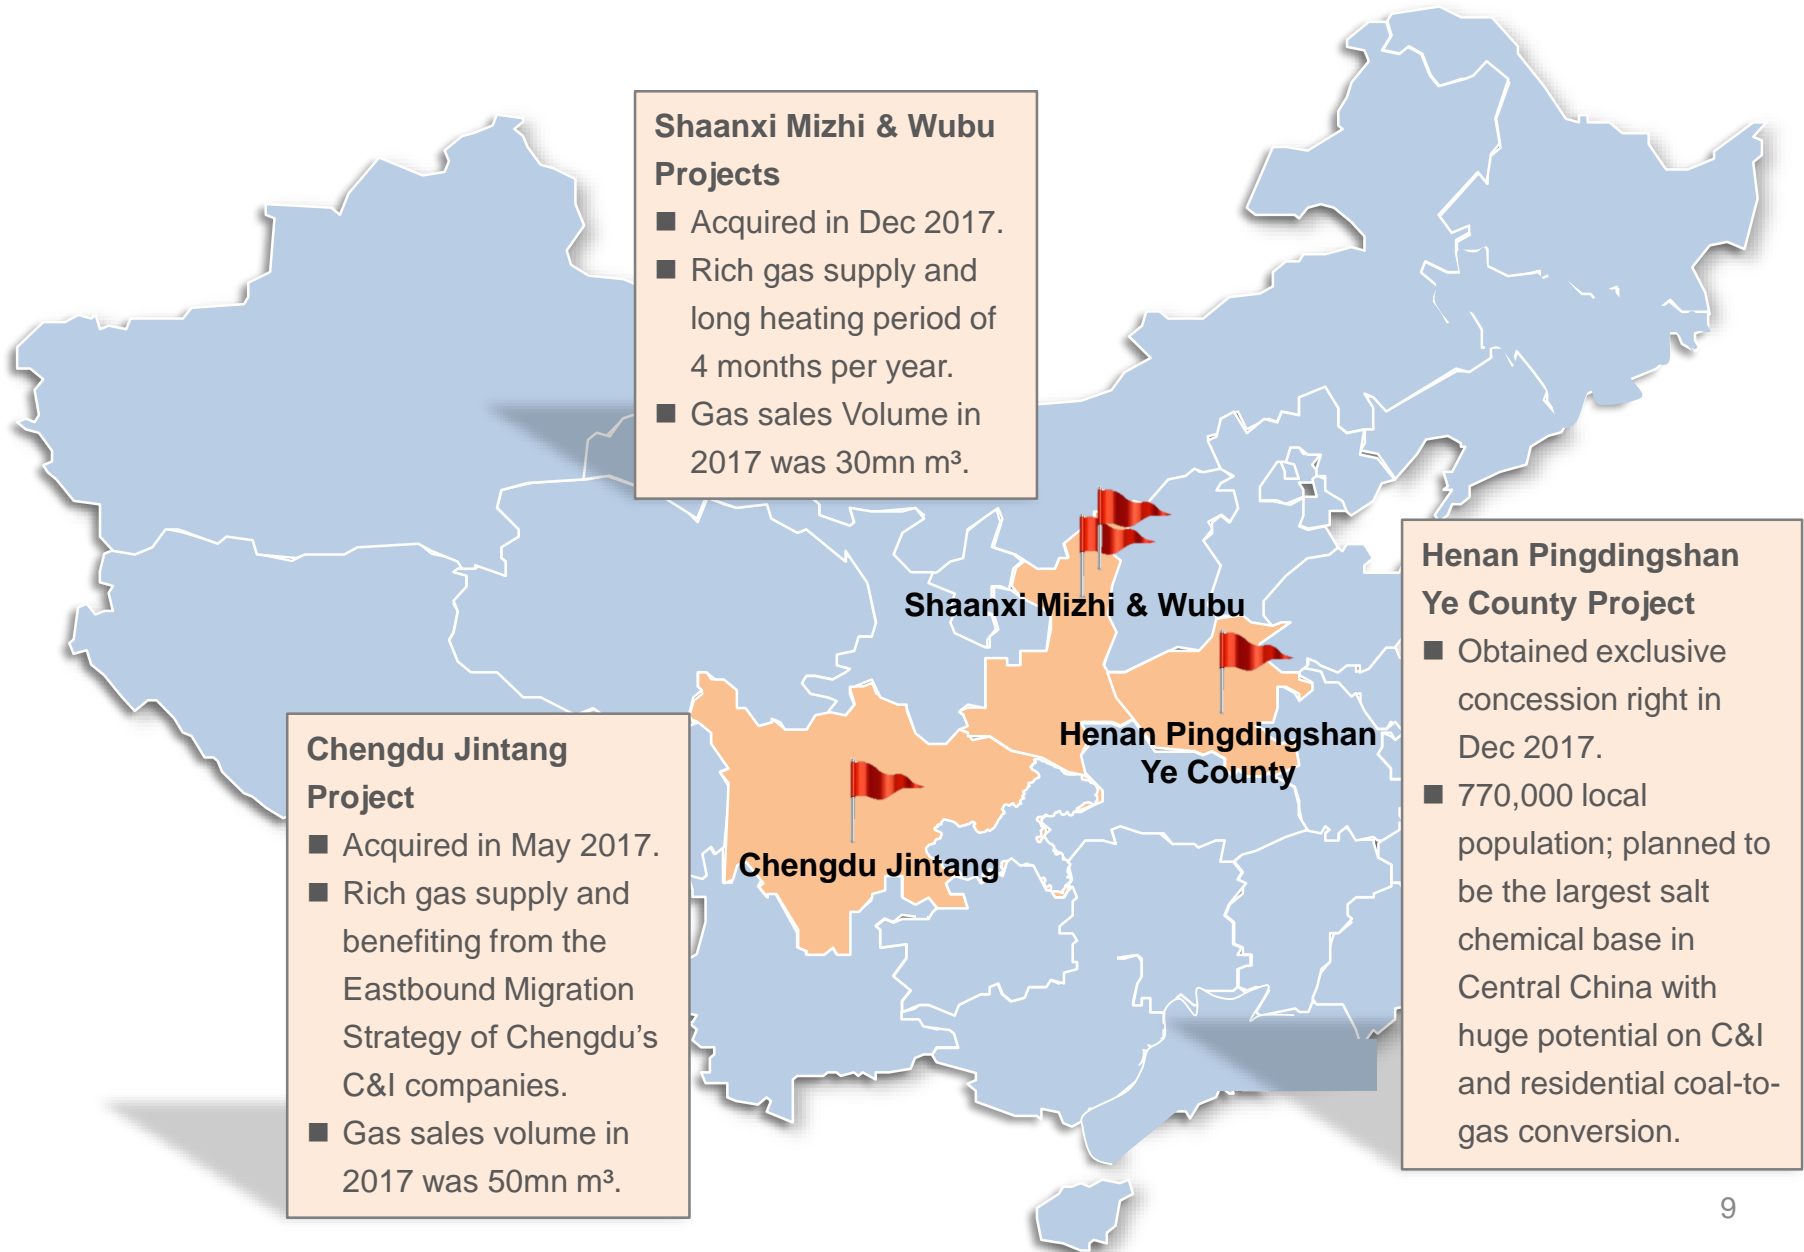 Shaanxi Mizhi & Wubu
Projects
■ Acquired in Dec 2017.
■ Rich gas supply and
long heating period of
4 months per year.
■ Gas sales Volume in
2017 was 30mn m³.
Shaanxi Mizhi & Wubu
Henan Pingdingshan
Ye County
Chengdu Jintang
Henan Pingdingshan
Ye County Project
■ Obtained exclusive
concession right in
Dec 2017.
■ 770,000 local
population; planned to
be the largest salt
chemical base in
Central China with
huge potential on C&I
and residential coal-to-
gas conversion.
Chengdu Jintang
Project
■ Acquired in May 2017.
■ Rich gas supply and
benefiting from the
Eastbound Migration
Strategy of Chengdu’s
C&I companies.
■ Gas sales volume in
2017 was 50mn m³.
9